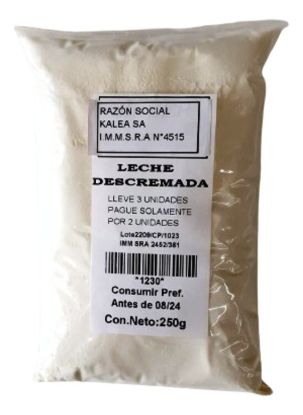 RAZÓN SOCIAL
KALEA SA
I.M.M.S.R.A N°4515
LECHE
DESCREMADA
LLEVE 3 UNIDADES
PAGUE SOLAMENTE
POR 2 UNIDADES
Lote2209/CP/1023
IMM SRA 2452/381
*1230*
Consumir Pref.
Antes de 08/24
Con.Neto:250g